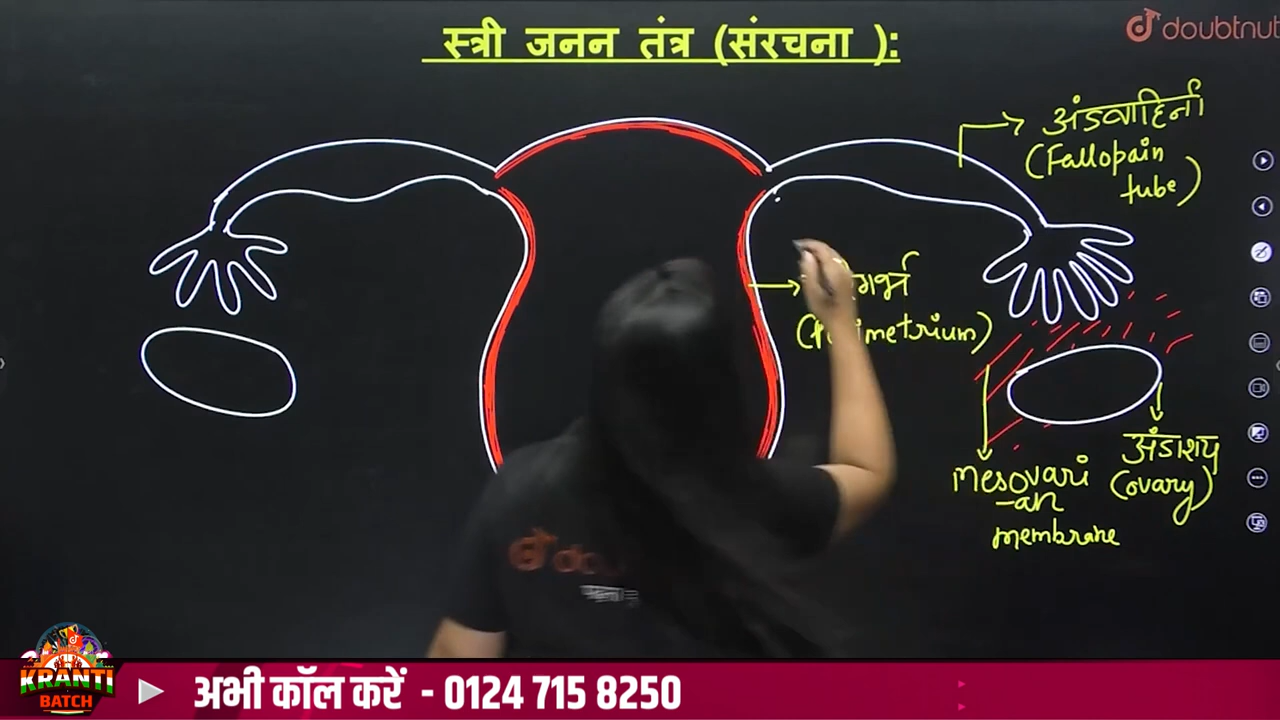 स्त्री जनन तंत्र (संरचना ):
doubtnut
अंडवाहिनी
(Fallopain
tube)
(Perimetrium)
अंडाशय
(ovary)
Mesovari
-an
membrane
KRANTI
BATCH
अभी कॉल करें - 0124 715 8250